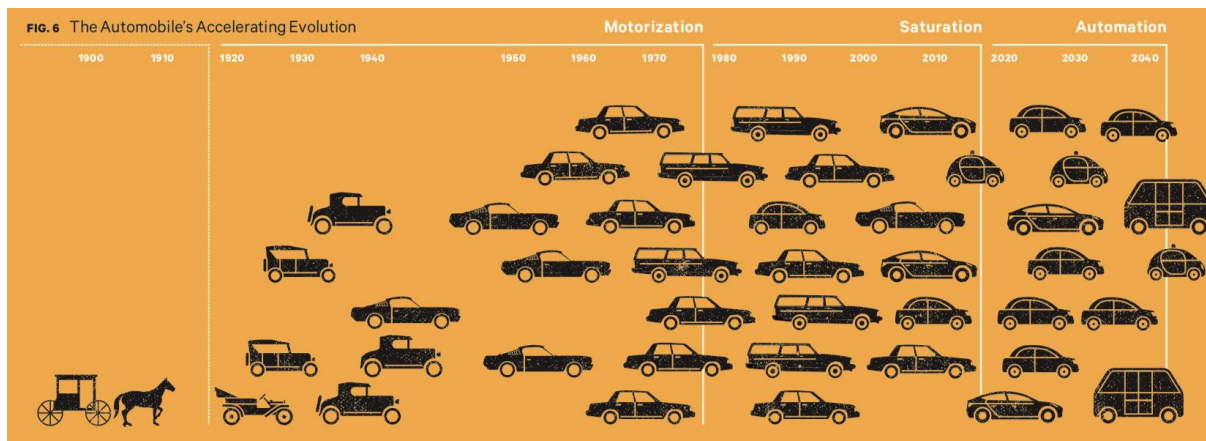 FIG. 6 The Automobile's Accelerating Evolution
Motorization
Saturation
Automation
1900 1910 1920 1930 1940 1950 1960 1970 1980 1990 2000 2010 2020 2030 2040